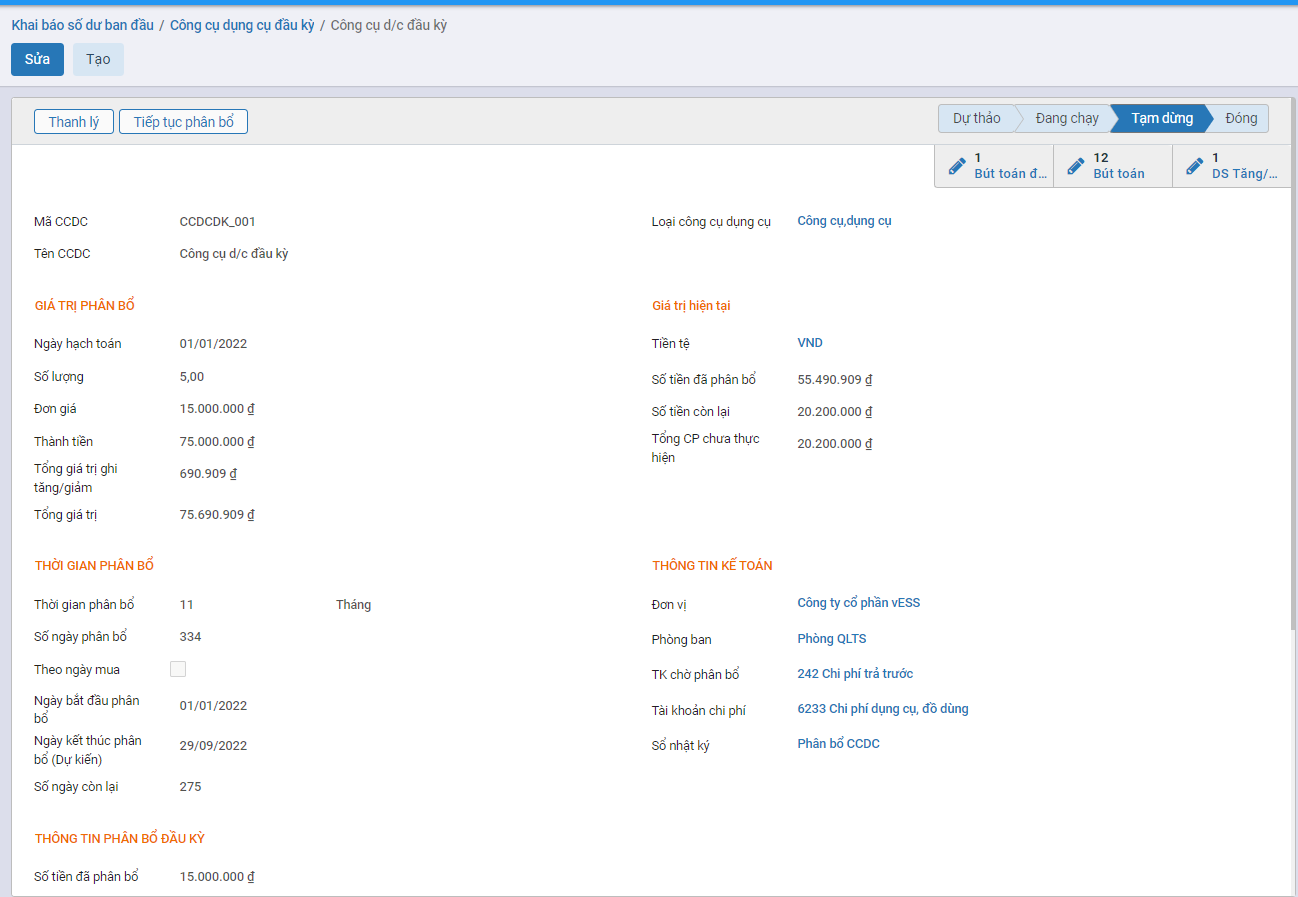 Khai báo số dư ban đầu / Công cụ dụng cụ đầu kỳ / Công cụ d/c đầu kỳ
Sửa Tạo
Thanh lý Tiếp tục phân bổ
Dự thảo Đang chạy Tạm dừng Đóng
1 Bút toán đ...
12 Bút toán
1 DS Tăng/...
Mã CCDC CCDCDK_001
Loại công cụ dụng cụ Công cụ,dụng cụ
Tên CCDC Công cụ d/c đầu kỳ
GIÁ TRỊ PHÂN BỔ
Ngày hạch toán 01/01/2022
Số lượng 5,00
Đơn giá 15.000.000 ₫
Thành tiền 75.000.000 ₫
Tổng giá trị ghi
tăng/giảm 690.909 ₫
Tổng giá trị 75.690.909 ₫
Giá trị hiện tại
Tiền tệ VND
Số tiền đã phân bổ 55.490.909 ₫
Số tiền còn lại 20.200.000 ₫
Tổng CP chưa thực
hiện 20.200.000 ₫
THỜI GIAN PHÂN BỔ
Thời gian phân bổ 11 Tháng
Số ngày phân bổ 334
Theo ngày mua
Ngày bắt đầu phân
bổ 01/01/2022
Ngày kết thúc phân
bổ (Dự kiến) 29/09/2022
Số ngày còn lại 275
THÔNG TIN KẾ TOÁN
Đơn vị Công ty cổ phần vESS
Phòng ban Phòng QLTS
TK chờ phân bổ 242 Chi phí trả trước
Tài khoản chi phí 6233 Chi phí dụng cụ, đồ dùng
Sổ nhật ký Phân bổ CCDC
THÔNG TIN PHÂN BỔ ĐẦU KỲ
Số tiền đã phân bổ 15.000.000 ₫